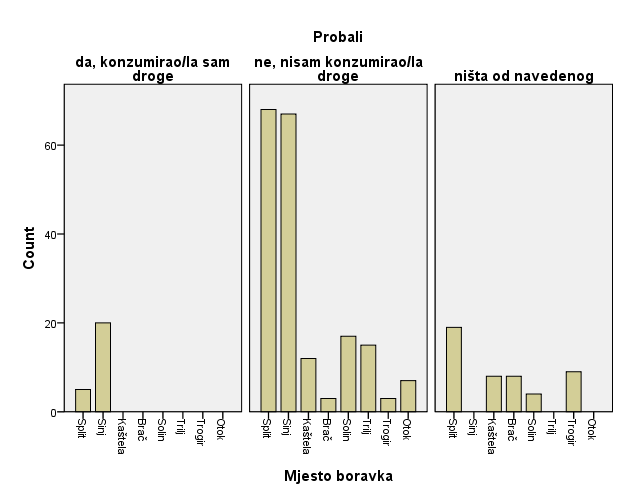 Probali
da, konzumirao/la sam
droge
ne, nisam konzumirao/la
droge
ništa od navedenog
Count
60
40
20
0
Split
Sinj
Kaštela
Brač
Solin
Trilj
Trogir
Otok
Split
Sinj
Kaštela
Brač
Solin
Trilj
Trogir
Otok
Split
Sinj
Kaštela
Brač
Solin
Trilj
Trogir
Otok
Mjesto boravka